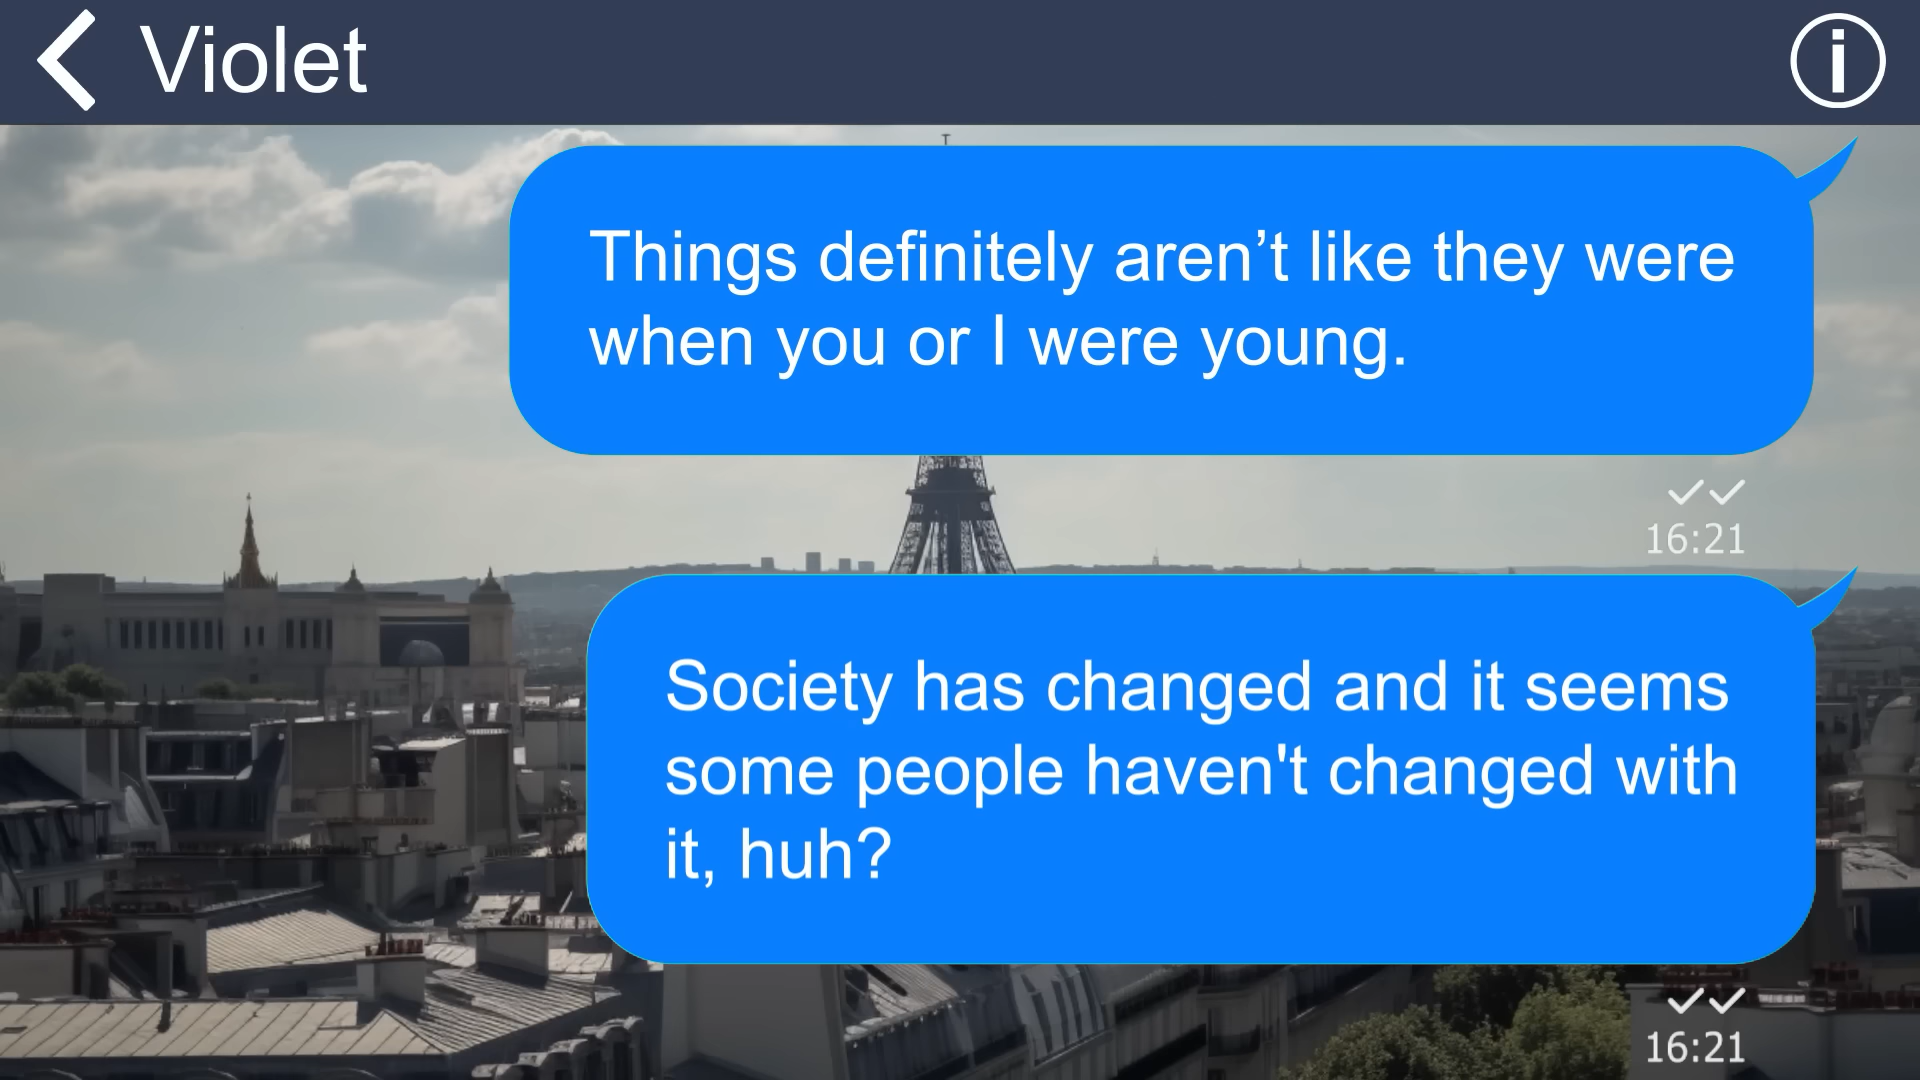 Violet
Things definitely aren’t like they were
when you or I were young.
16:21
Society has changed and it seems
some people haven't changed with
it, huh?
16:21